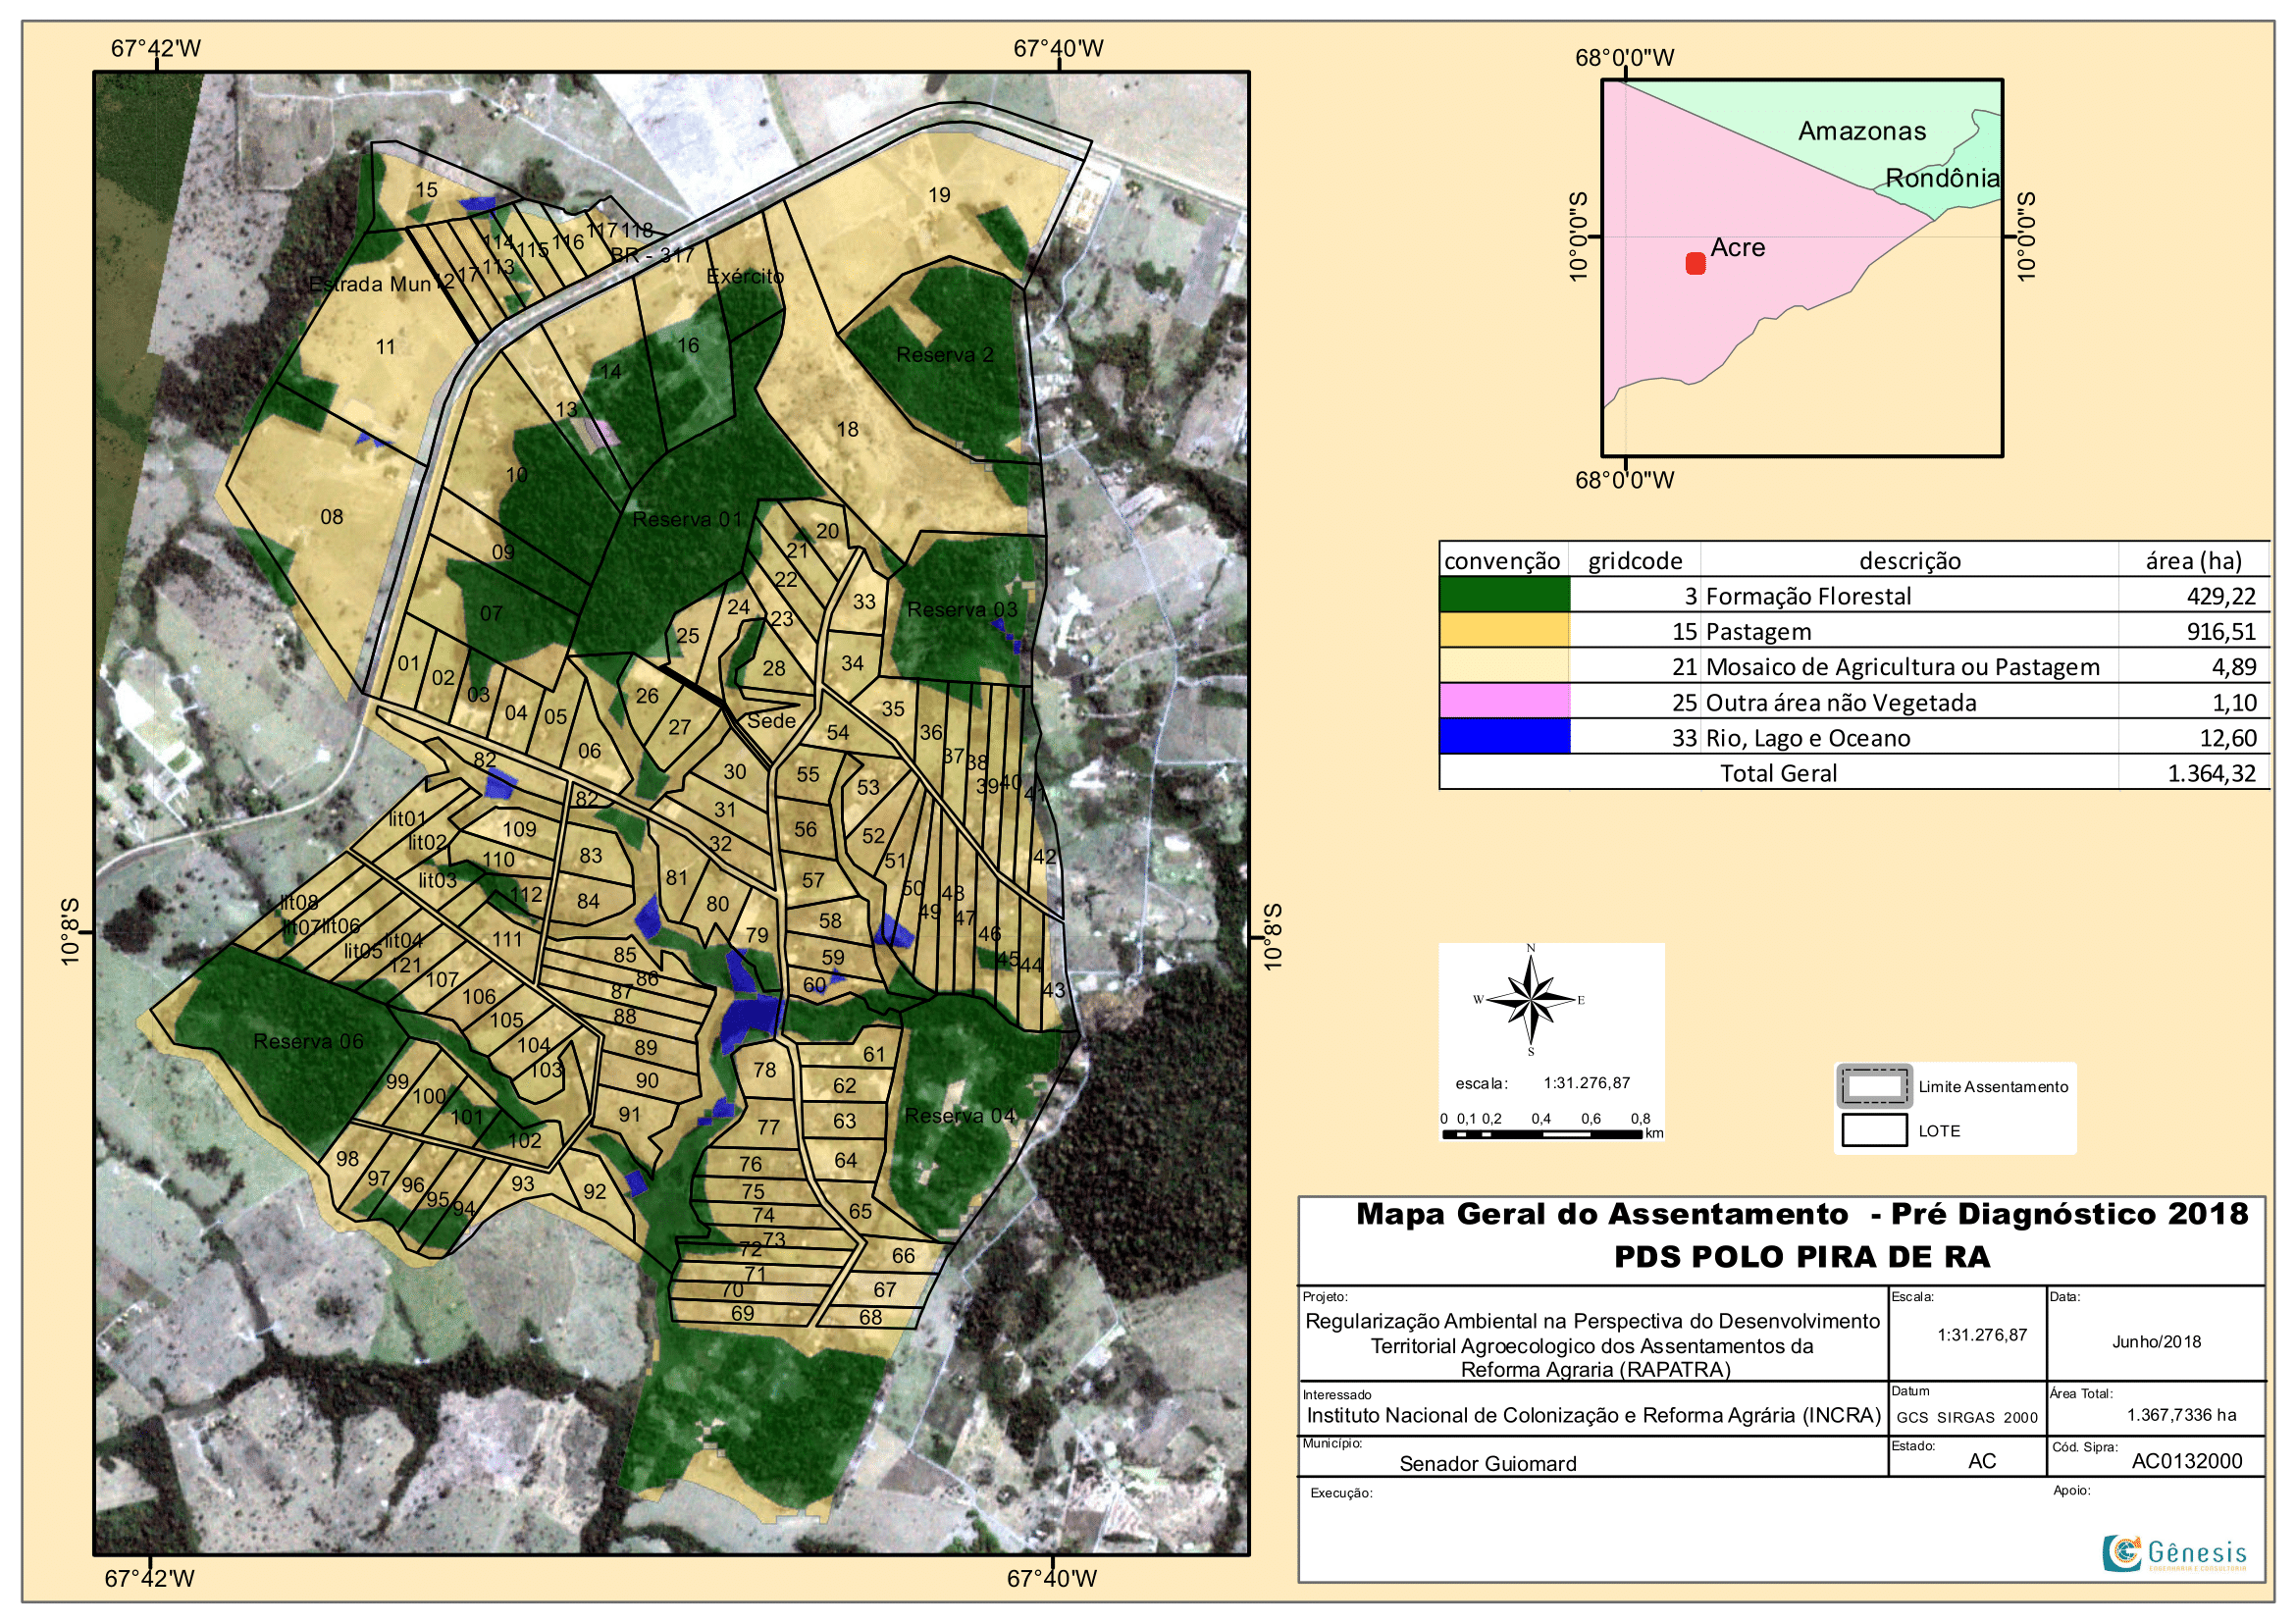 67°42'W
67°40'W
15
19
114
115
116
117
118
113
17
12
BR - 317
Estrada Mun
Exército
11
16
14
13
Reserva 2
18
10
08
Reserva 01
20
21
09
22
24
33
Reserva 03
23
07
25
28
34
01
02
03
26
04
05
27
Sede
35
36
54
06
37
38
39
40
41
82
30
55
53
82
31
lit01
109
56
52
32
lit02
110
83
42
51
lit03
112
81
57
50
48
84
80
58
49
47
lit08
lit07
lit06
lit05
lit04
111
79
46
121
85
59
45
44
107
86
60
43
87
106
88
105
Reserva 06
104
89
61
103
78
99
90
62
100
101
91
77
63
Reserva 04
102
98
76
64
97
96
93
92
75
95
94
74
65
73
72
66
71
70
67
69
68
10°8'S
10°8'S
67°42'W
67°40'W
68°0'0"W
Amazonas
Rondônia
Acre
10°0'0"S
10°0'0"S
68°0'0"W
convenção gridcode descrição área (ha)
3 Formação Florestal 429,22
15 Pastagem 916,51
21 Mosaico de Agricultura ou Pastagem 4,89
25 Outra área não Vegetada 1,10
33 Rio, Lago e Oceano 12,60
Total Geral 1.364,32
N
W E
S
escala: 1:31.276,87
0 0,1 0,2 0,4 0,6 0,8
km
Limite Assentamento
LOTE
Mapa Geral do Assentamento - Pré Diagnóstico 2018
PDS POLO PIRA DE RA
Projeto:
Regularização Ambiental na Perspectiva do Desenvolvimento
Territorial Agroecologico dos Assentamentos da
Reforma Agraria (RAPATRA)
Escala:
1:31.276,87
Data:
Junho/2018
Interessado
Instituto Nacional de Colonização e Reforma Agrária (INCRA)
Datum
GCS SIRGAS 2000
Área Total:
1.367,7336 ha
Município:
Senador Guiomard
Estado:
AC
Cód. Sipra:
AC0132000
Execução:
Apoio:
Gênesis
ENGENHARIA E CONSULTORIA